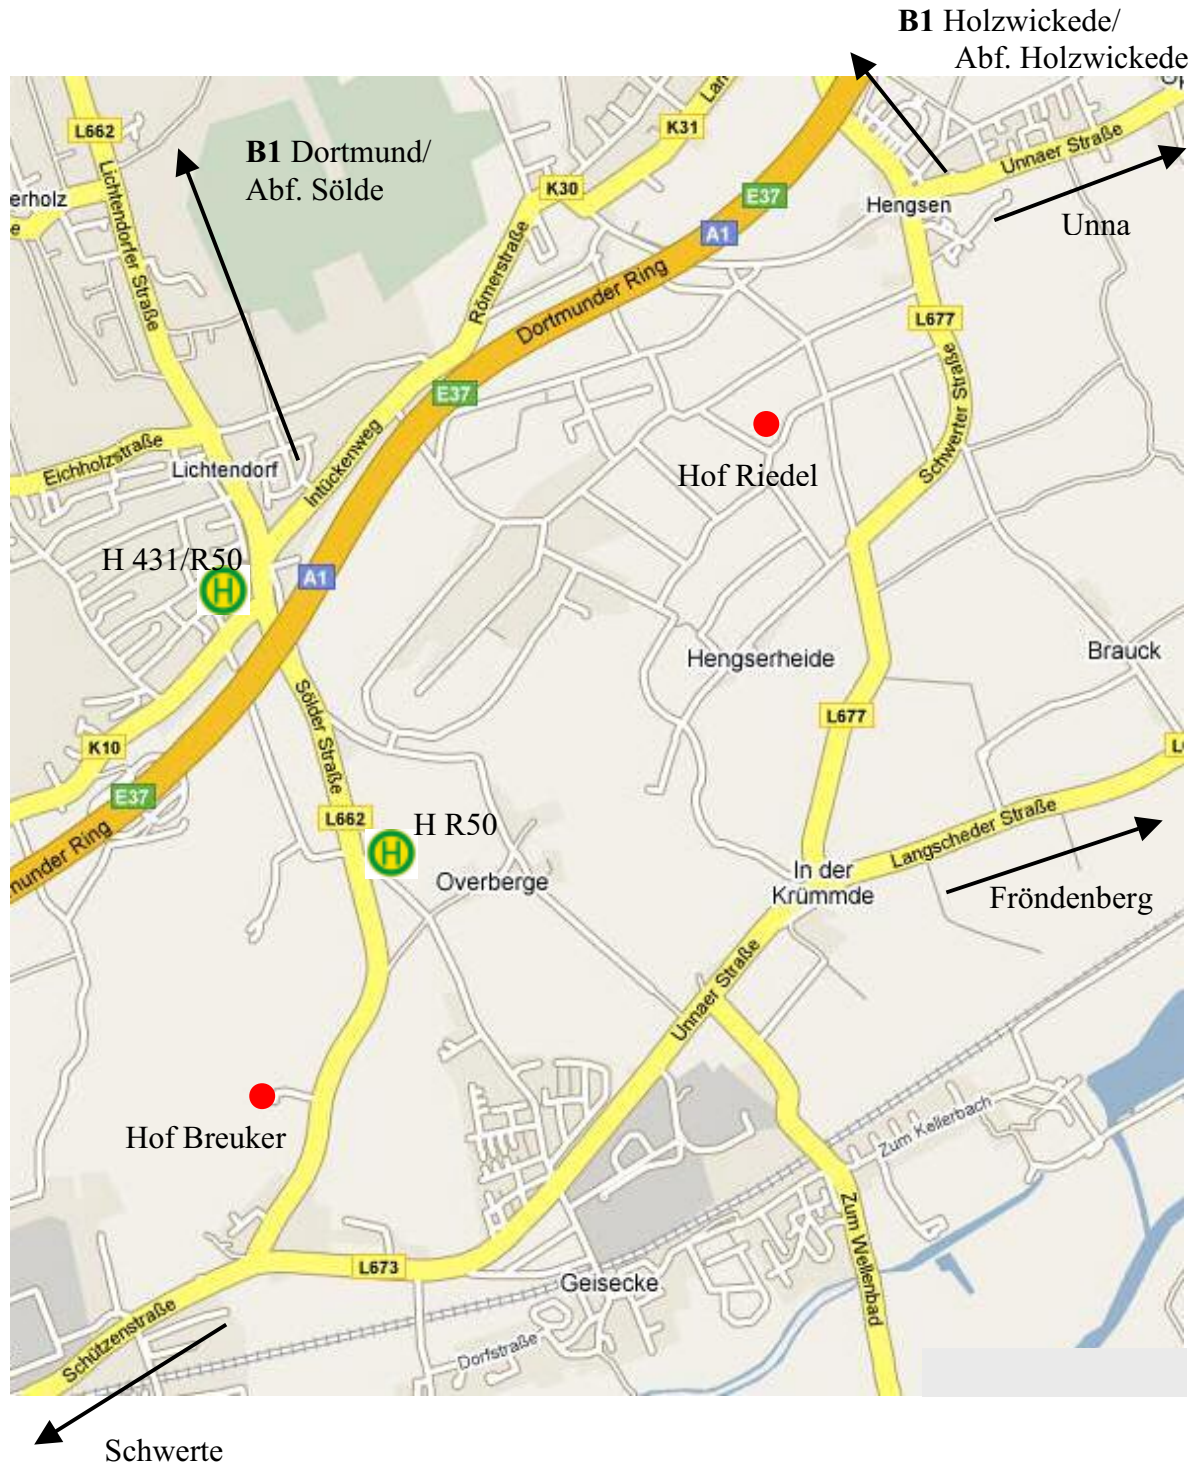 B1 Holzwickede/
Abf. Holzwickede
L662
K31
B1 Dortmund/
Abf. Sölde
Unnaer Straße
erholz
K30
E37
Hengsen
Unna
Lichtendorfer Straße
A1
Römerstraße
Dortmunder Ring
L677
E37
Schwerter Straße
Eichholzstraße
Lichtendorf
Intückenweg
Hof Riedel
H 431/R50
H
A1
Hengserheide
Brauck
Sölder Straße
L677
K10
E37
L662
H R50
H
Langscheder Straße
munder Ring
Overberge
In der
Krümmde
Fröndenberg
Unnaer Straße
Hof Breuker
Zum Kellerbach
Zum Wellenbad
L673
Geisecke
Schützenstraße
Dorfstraße
Schwerte